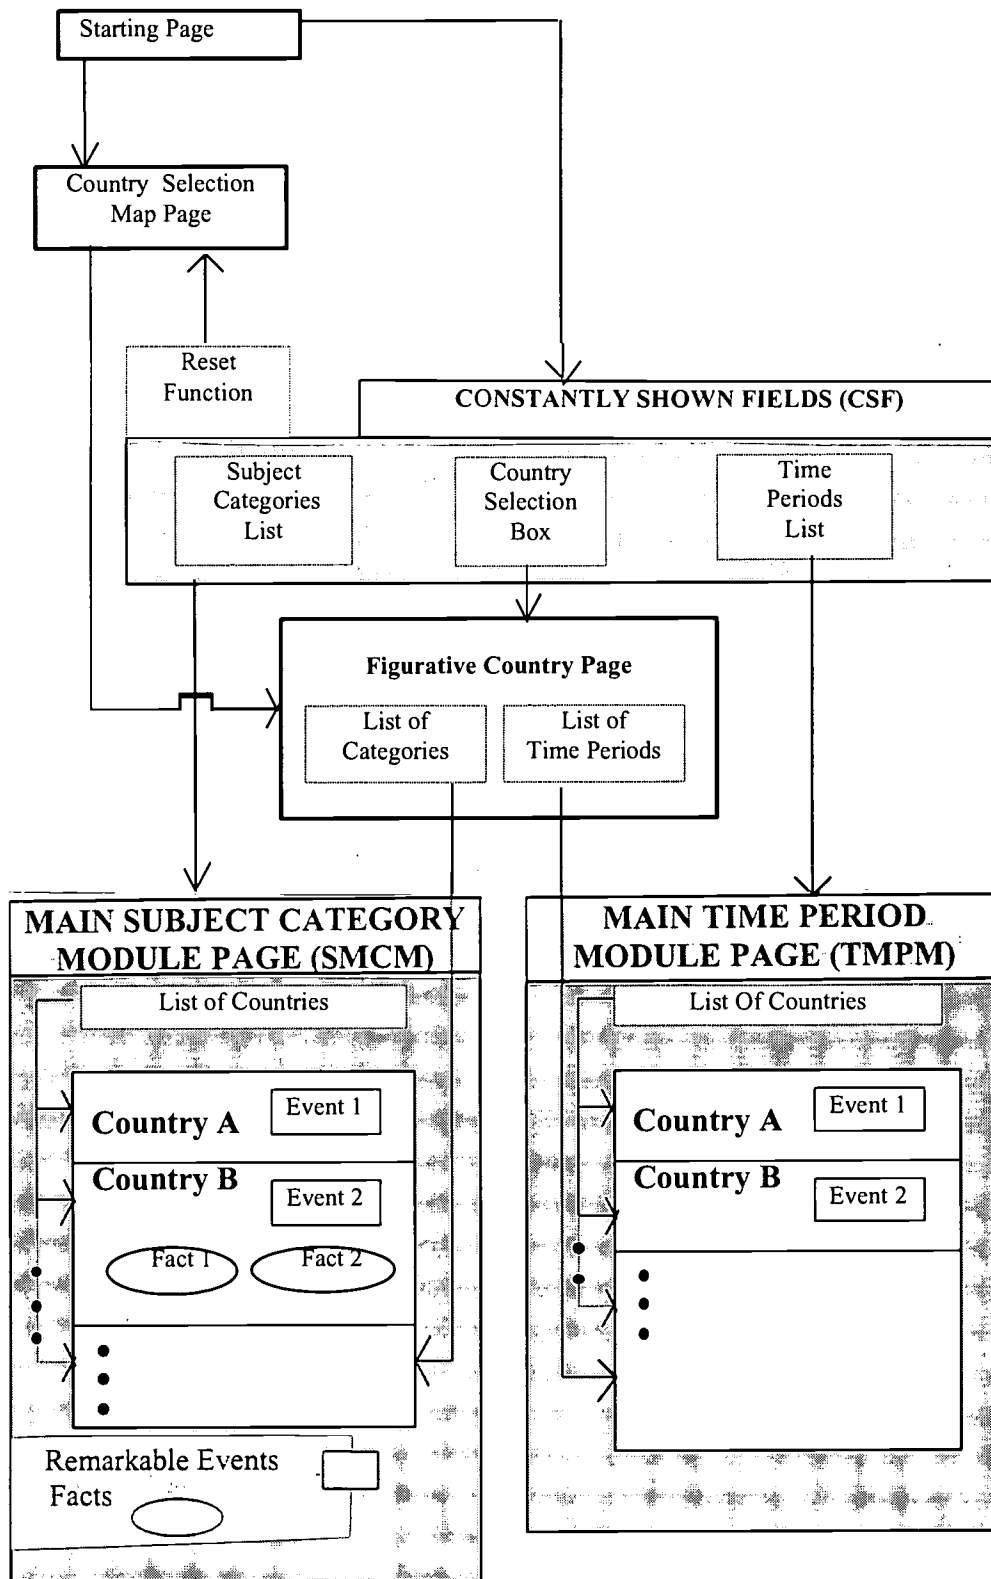 Starting Page
Country Selection
Map Page
Reset
Function
CONSTANTLY SHOWN FIELDS (CSF)
Subject
Categories
List
Country
Selection
Box
Time
Periods
List
Figurative Country Page
List of
Categories
List of
Time Periods
MAIN SUBJECT CATEGORY
MODULE PAGE (SMCM)
List of Countries
Country A
Event 1
Country B
Event 2
Fact 1
Fact 2
Remarkable Events
Facts
MAIN TIME PERIOD
MODULE PAGE (TMPM)
List Of Countries
Country A
Event 1
Country B
Event 2